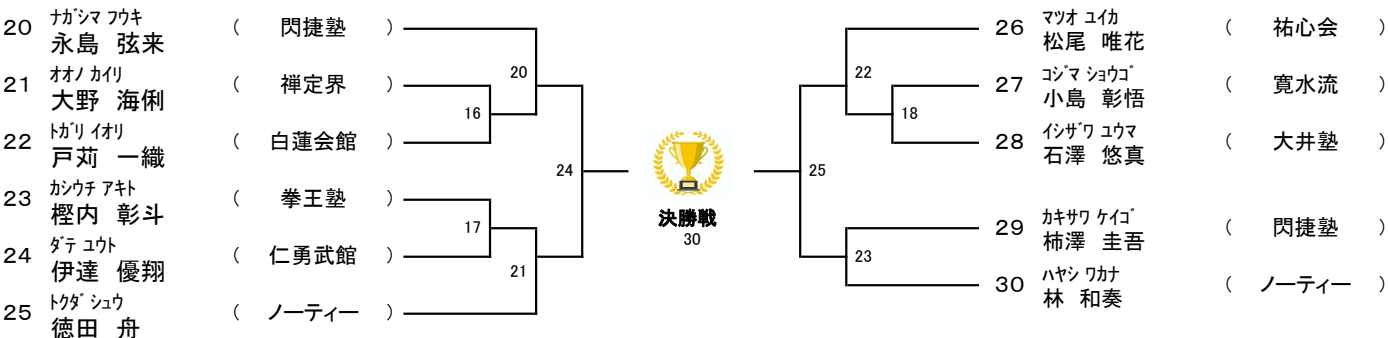 ナガシマ フウキ
20 永島 弦来 （ 閃捷塾 ）
オオノ カイリ
21 大野 海俐 （ 禅定界 ）
トガリ イオリ
22 戸苅 一織 （ 白蓮会館 ）
カシウチ アキト
23 樫内 彰斗 （ 拳王塾 ）
ダテ ユウト
24 伊達 優翔 （ 仁勇武館 ）
トクダ シュウ
25 徳田 舟 （ ノーティー ）
20
16
24
17
21
決勝戦
30
22
18
25
23
マツオ ユイカ
26 松尾 唯花 （ 祐心会 ）
コジマ ショウゴ
27 小島 彰悟 （ 寛水流 ）
イシザワ ユウマ
28 石澤 悠真 （ 大井塾 ）
カキサワ ケイゴ
29 柿澤 圭吾 （ 閃捷塾 ）
ハヤシ ワカナ
30 林 和奏 （ ノーティー ）